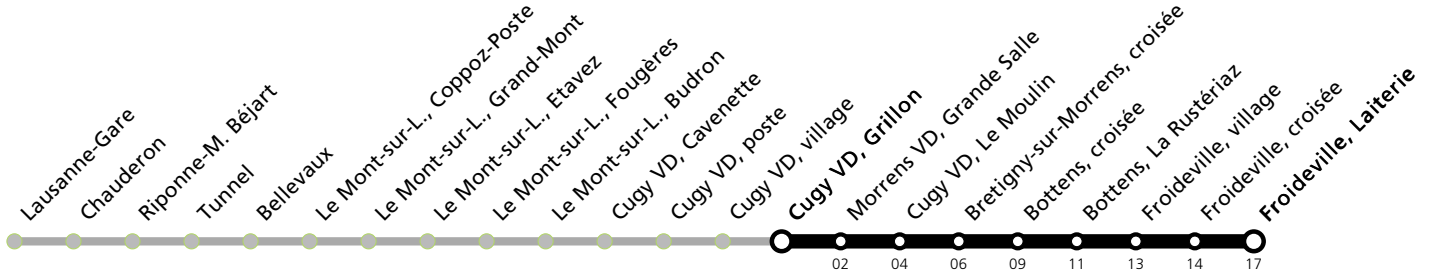 Lausanne-Gare
Chauderon
Riponne-M. Béjart
Tunnel
Bellevaux
Le Mont-sur-L., Coppoz-Poste
Le Mont-sur-L., Grand-Mont
Le Mont-sur-L., Etavez
Le Mont-sur-L., Fougères
Le Mont-sur-L., Budron
Cugy VD, Cavenette
Cugy VD, poste
Cugy VD, village
Cugy VD, Grillon
Morrens VD, Grande Salle
Cugy VD, Le Moulin
Bretigny-sur-Morrens, croisée
Bottens, croisée
Bottens, La Rustériaz
Froideville, village
Froideville, croisée
Froideville, Laiterie
02 04 06 09 11 13 14 17